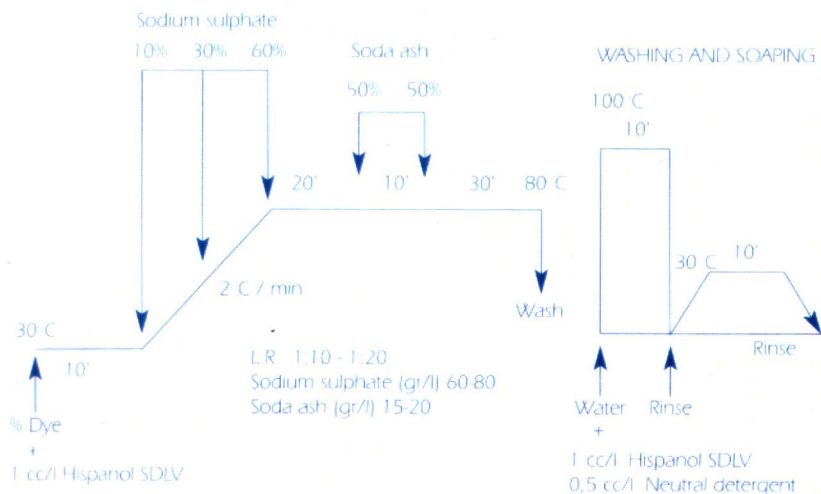 Sodium sulphate
10% 30% 60%
Soda ash
50% 50%
WASHING AND SOAPING
100 C
10'
20' 10' 30' 80 C
30 C 10'
2 C / min
Wash
30 C
10'
Rinse
L.R. 1:10 - 1:20
Sodium sulphate (gr/l) 60-80
Soda ash (gr/l) 15-20
% Dye
+
1 cc/l Hispanol SDLV
Water Rinse
+
1 cc/l Hispanol SDLV
0,5 cc/l Neutral detergent